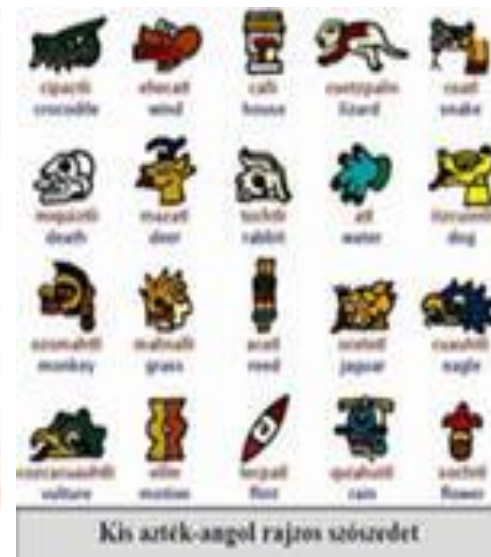 cipactli ehecatl cali cuetzpalin coatl
crocodile wind house lizard snake
miquiztli mazatl tochtli atl itzcuintli
death deer rabbit water dog
ozomahtli malinalli acatl ocelotl cuauhtli
monkey grass reed jaguar eagle
cozcacuauhtli ollin tecpatl quiahuitl xochitl
vulture motion flint rain flower
Kis azték-angol rajzos szószedet